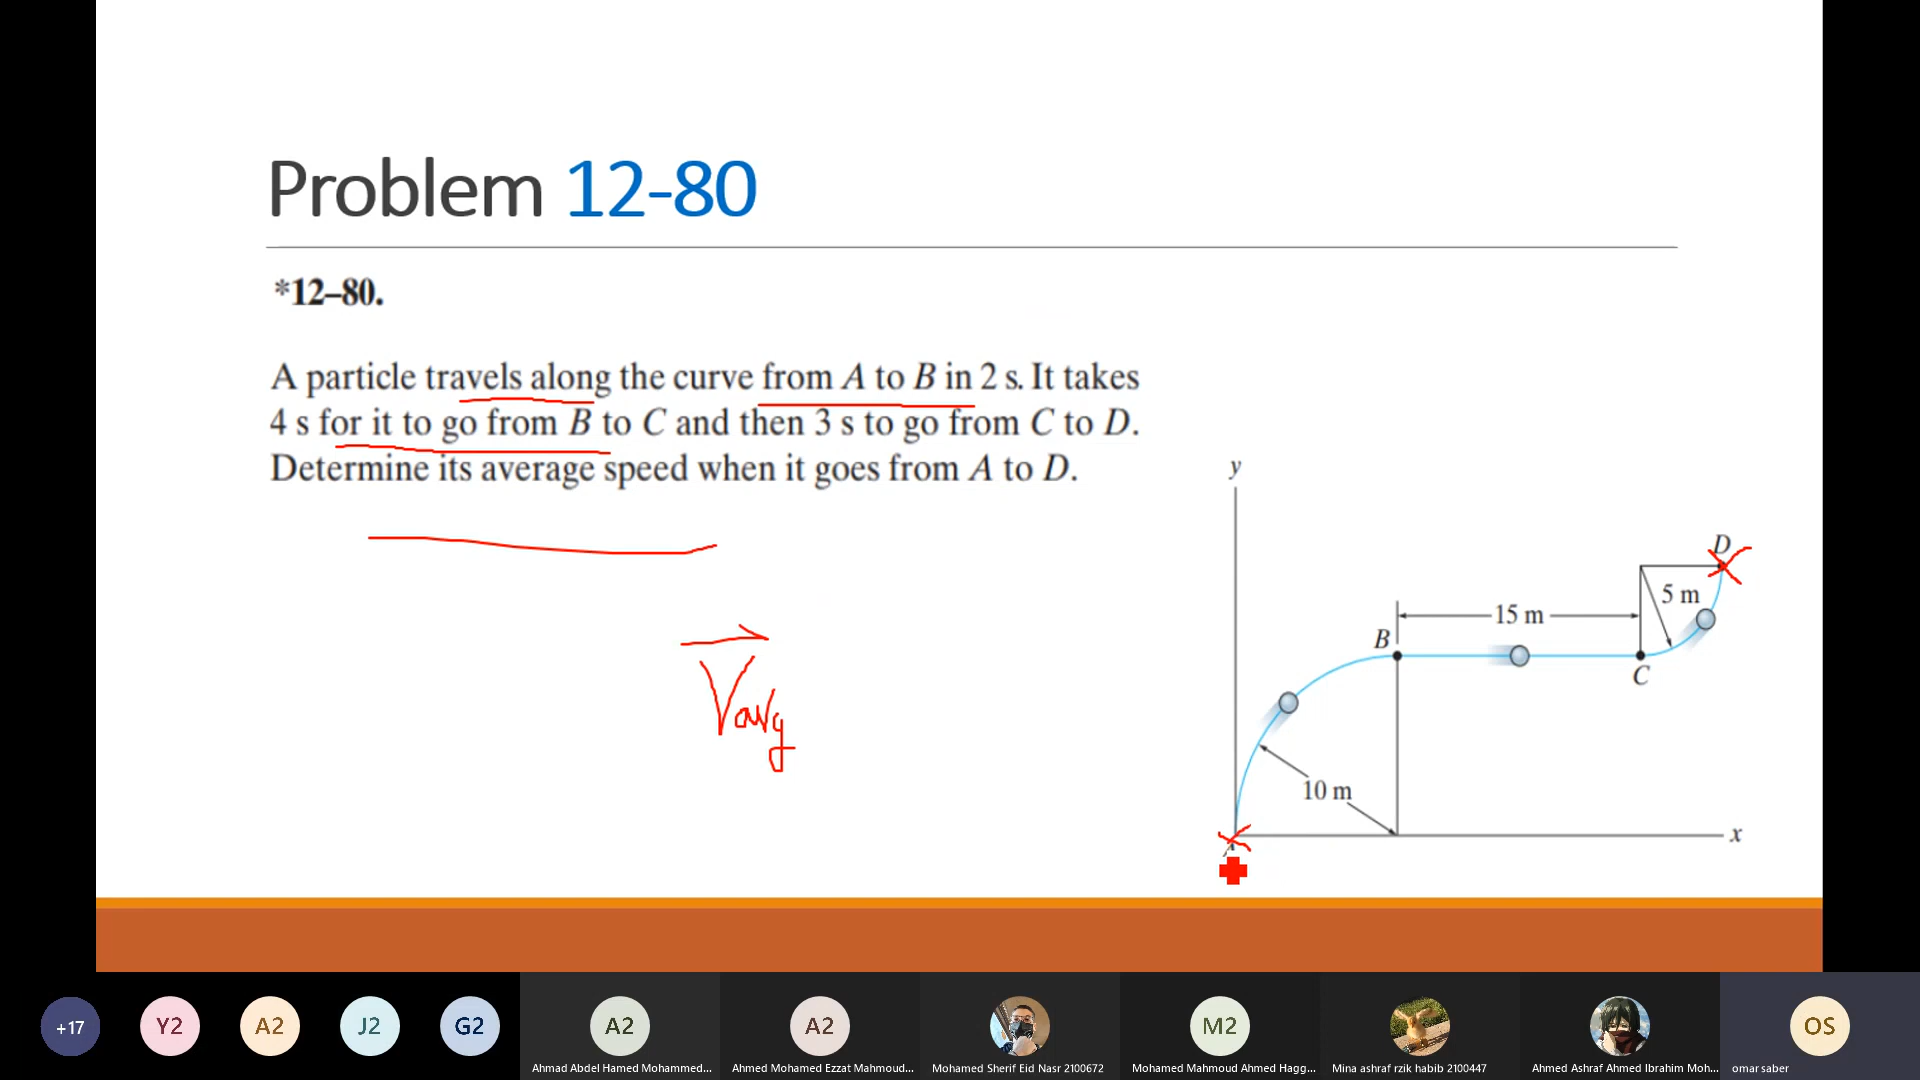 Problem 12-80
*12–80.
A particle travels along the curve from A to B in 2 s. It takes
4 s for it to go from B to C and then 3 s to go from C to D.
Determine its average speed when it goes from A to D.
Vavg
y
D
5 m
15 m
B
C
10 m
x
A
+17
Y2
A2
J2
G2
A2
A2
M2
OS
Ahmad Abdel Hamed Mohammed...
Ahmed Mohamed Ezzat Mahmoud...
Mohamed Sherif Eid Nasr 2100672
Mohamed Mahmoud Ahmed Hagg...
Mina ashraf rzik habib 2100447
Ahmed Ashraf Ahmed Ibrahim Moh...
omar saber